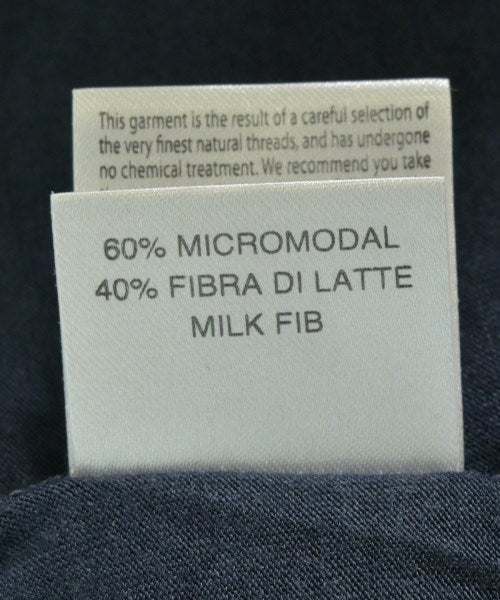 This garment is the result of a careful selection of
the very finest natural threads, and has undergone
no chemical treatment. We recommend you take
60% MICROMODAL
40% FIBRA DI LATTE
MILK FIB